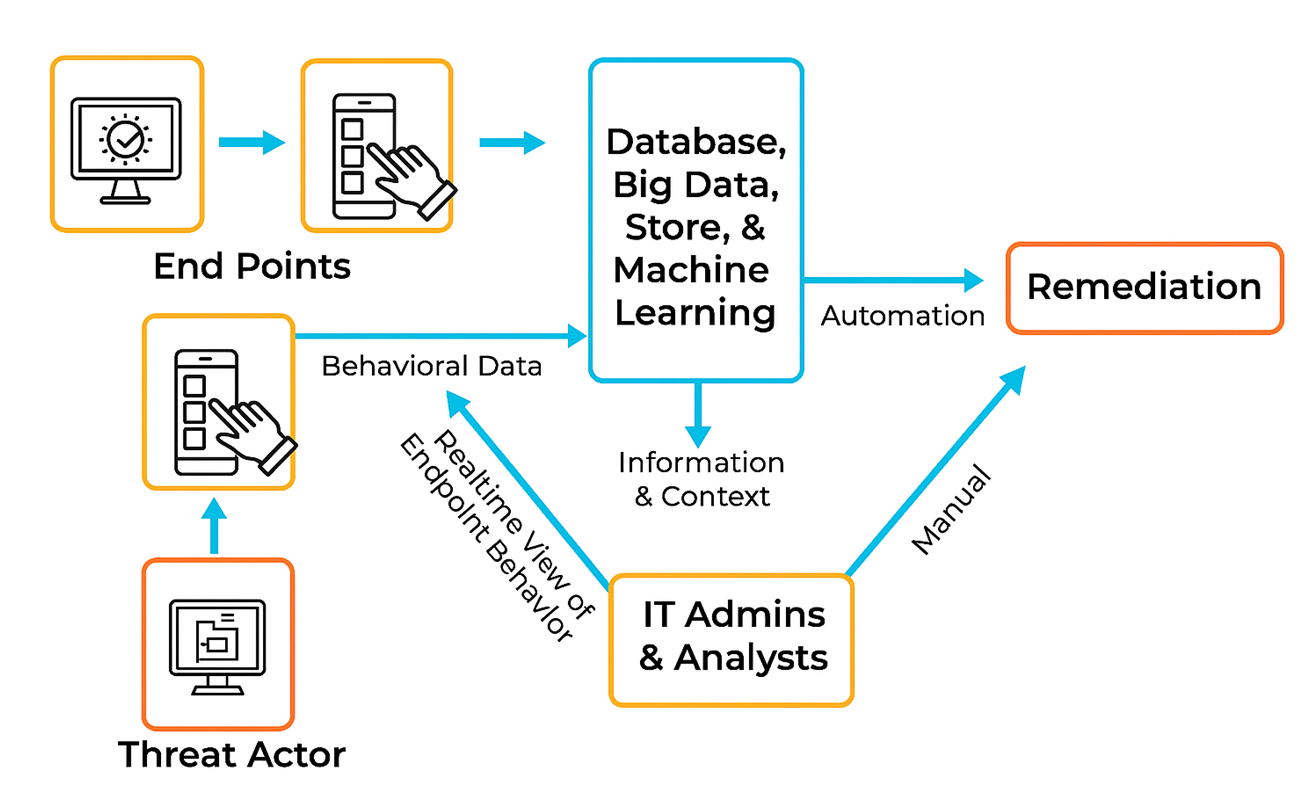 End Points
Database,
Big Data,
Store, &
Machine
Learning
Remediation
Automation
Behavioral Data
Realtime View of
EndpoInt BehavIor
Information
& Context
Manual
IT Admins
& Analysts
Threat Actor